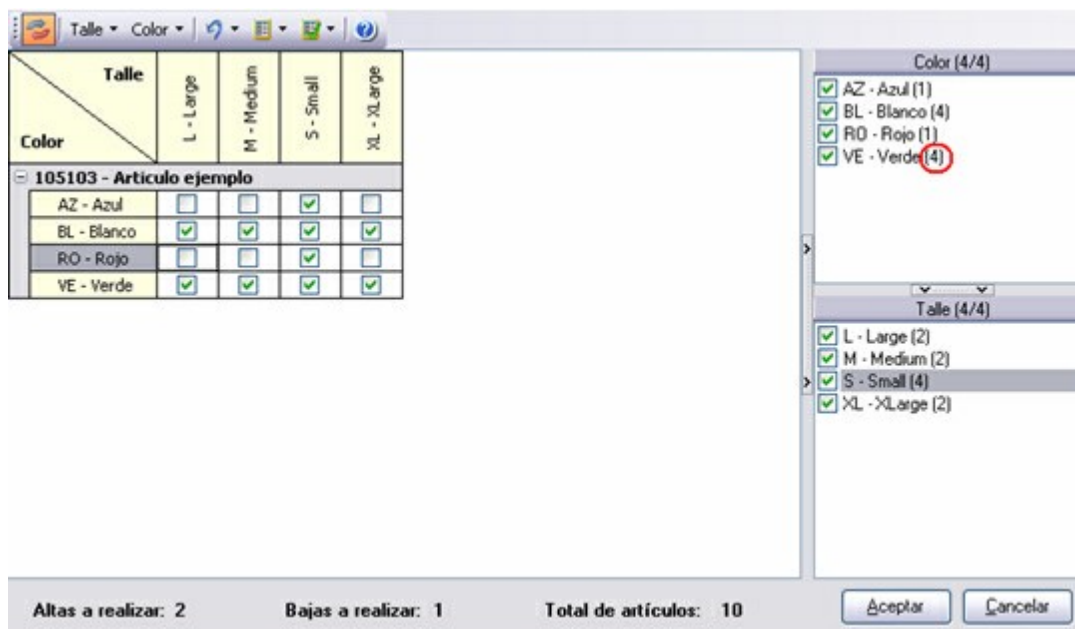 Talle Color
Talle
Color
L - Large
M - Medium
S - Small
XL - XLarge
105103 - Articulo ejemplo
AZ - Azul
BL - Blanco
RO - Rojo
VE - Verde
Color (4/4)
AZ - Azul (1)
BL - Blanco (4)
RO - Rojo (1)
VE - Verde (4)
Talle (4/4)
L - Large (2)
M - Medium (2)
S - Small (4)
XL - XLarge (2)
Altas a realizar: 2 Bajas a realizar: 1 Total de artículos: 10 Aceptar Cancelar